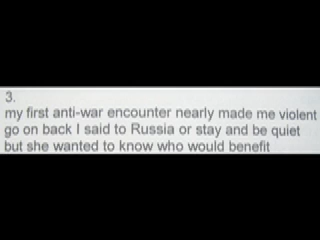 3.
my first anti-war encounter nearly made me violent
go on back I said to Russia or stay and be quiet
but she wanted to know who would benefit